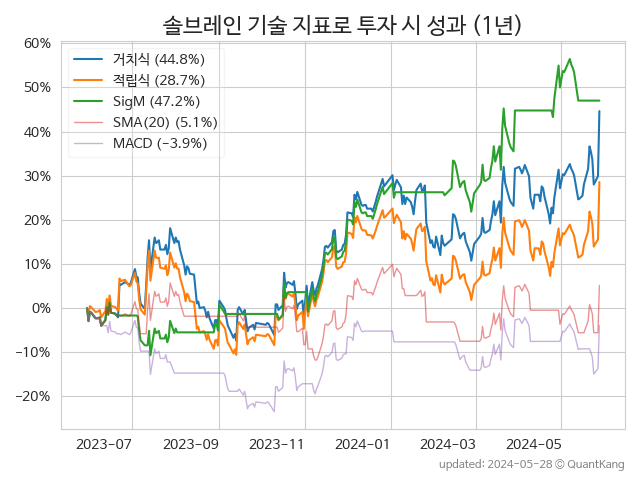 솔브레인 기술 지표로 투자 시 성과 (1년)
60%
50%
40%
30%
20%
10%
0%
−10%
−20%
거치식 (44.8%)
적립식 (28.7%)
SigM (47.2%)
SMA(20) (5.1%)
MACD (−3.9%)
2023-07 2023-09 2023-11 2024-01 2024-03 2024-05
updated: 2024-05-28 © QuantKang